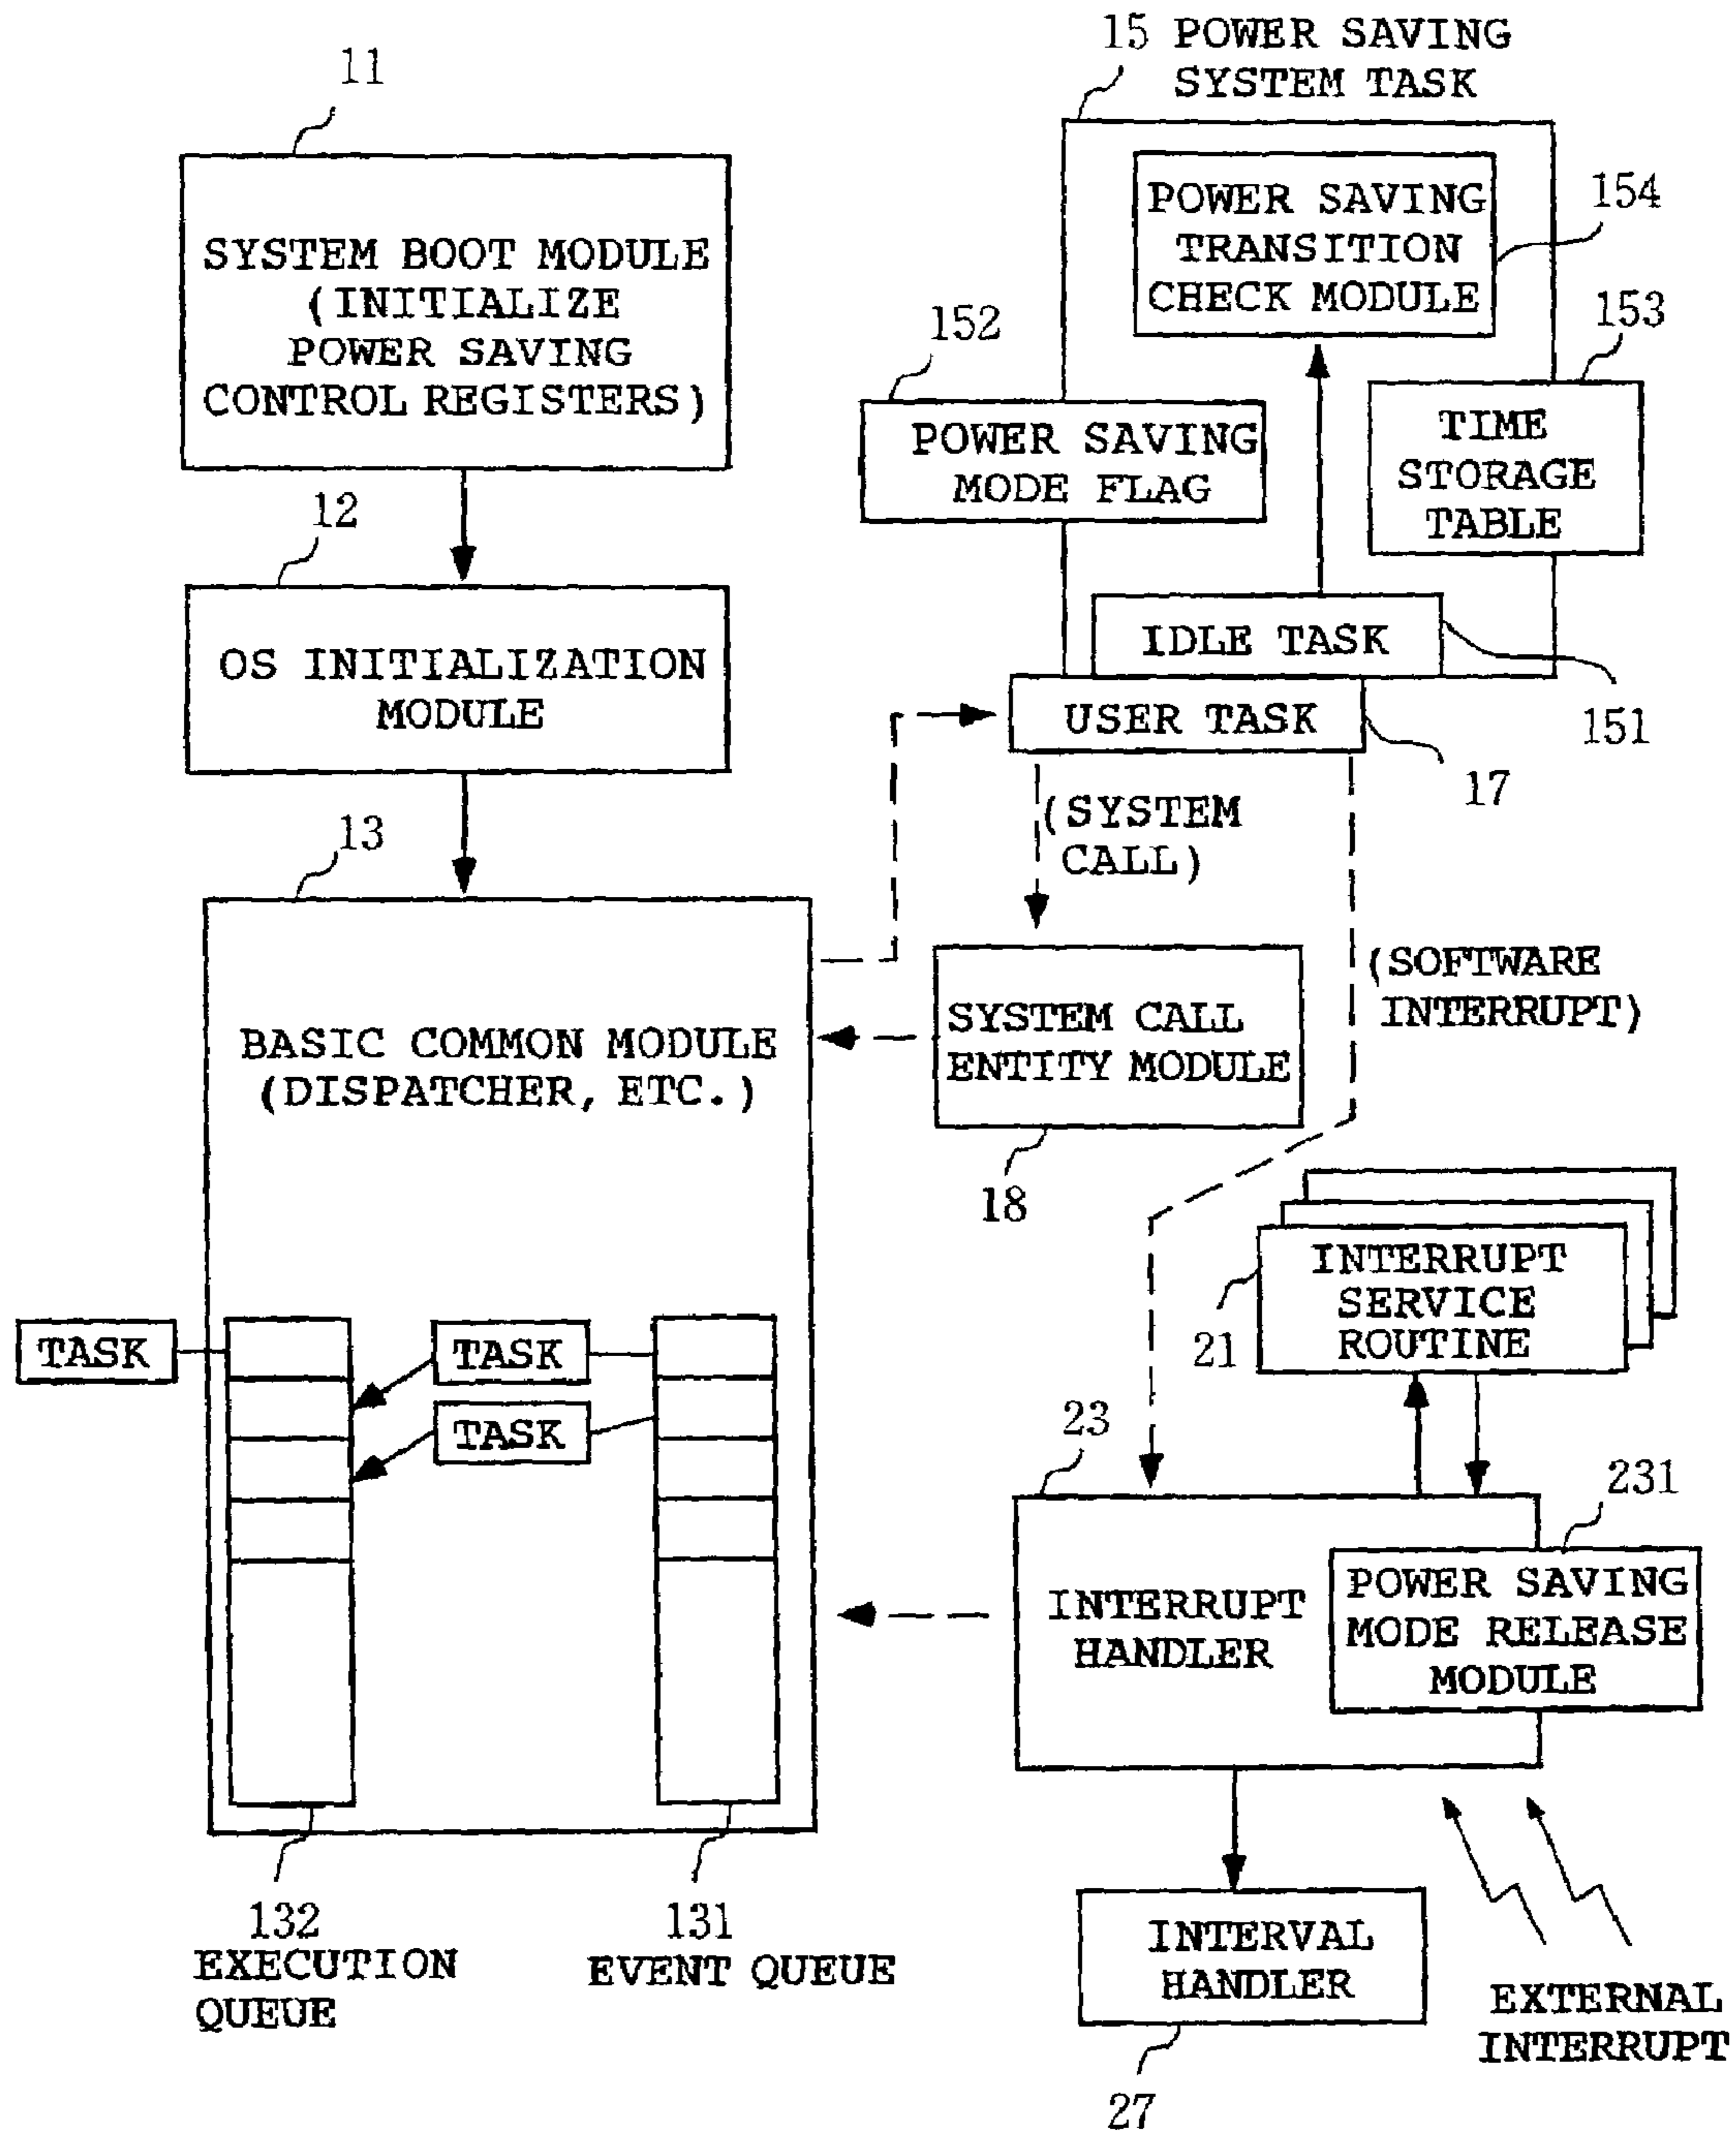 11
SYSTEM BOOT MODULE
(INITIALIZE
POWER SAVING
CONTROL REGISTERS)
12
OS INITIALIZATION
MODULE
13
BASIC COMMON MODULE
(DISPATCHER, ETC.)
TASK
TASK
TASK
132
EXECUTION
QUEUE
131
EVENT QUEUE
15 POWER SAVING
SYSTEM TASK
POWER SAVING
TRANSITION
CHECK MODULE
154
152
POWER SAVING
MODE FLAG
153
TIME
STORAGE
TABLE
IDLE TASK
151
USER TASK
17
(SYSTEM
CALL)
(SOFTWARE
INTERRUPT)
SYSTEM CALL
ENTITY MODULE
18
INTERRUPT
SERVICE
ROUTINE
21
23
231
INTERRUPT
HANDLER
POWER SAVING
MODE RELEASE
MODULE
INTERVAL
HANDLER
27
EXTERNAL
INTERRUPT